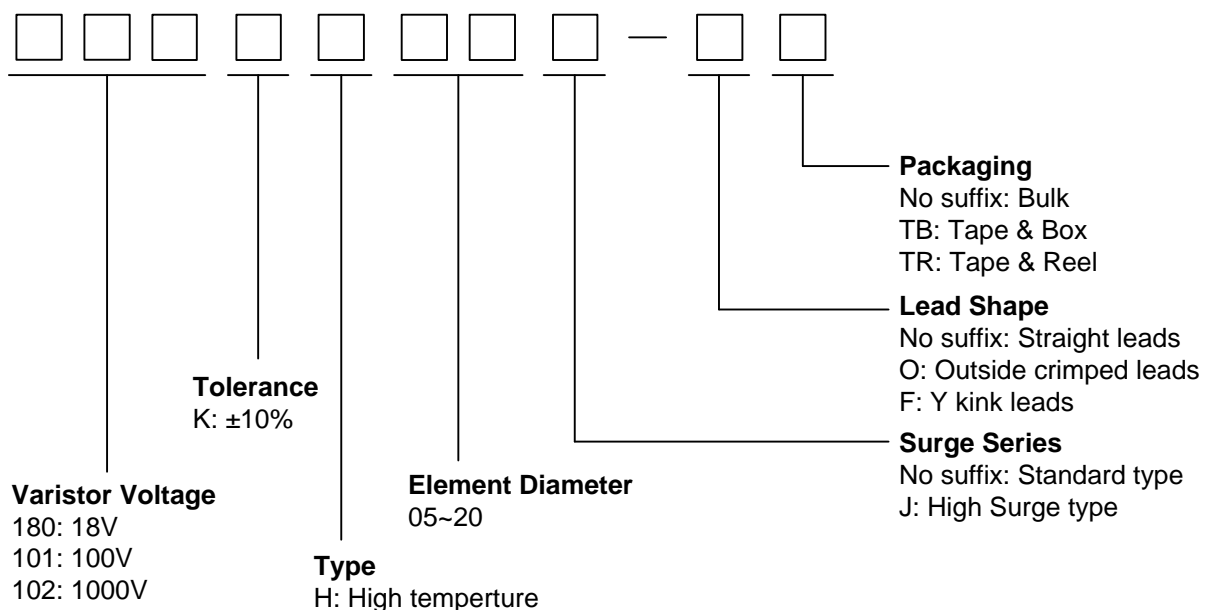 Packaging
No suffix: Bulk
TB: Tape & Box
TR: Tape & Reel
Lead Shape
No suffix: Straight leads
O: Outside crimped leads
F: Y kink leads
Surge Series
No suffix: Standard type
J: High Surge type
Tolerance
K: ±10%
Element Diameter
05~20
Varistor Voltage
180: 18V
101: 100V
102: 1000V
Type
H: High temperture